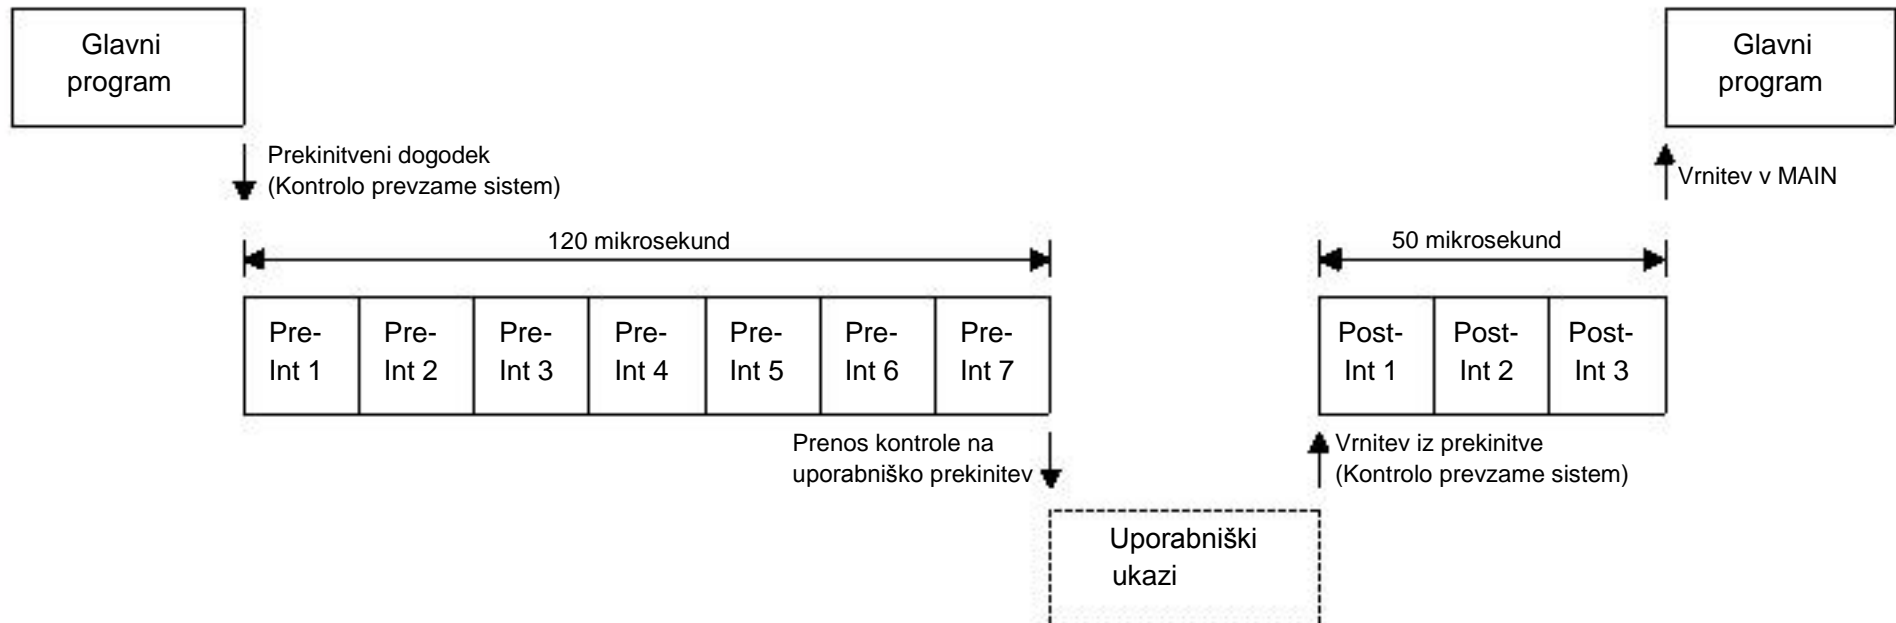 Glavni
program
Glavni
program
Prekinitveni dogodek
(Kontrolo prevzame sistem)
Vrnitev v MAIN
120 mikrosekund
50 mikrosekund
Pre-
Int 1
Pre-
Int 2
Pre-
Int 3
Pre-
Int 4
Pre-
Int 5
Pre-
Int 6
Pre-
Int 7
Post-
Int 1
Post-
Int 2
Post-
Int 3
Prenos kontrole na
uporabniško prekinitev
Vrnitev iz prekinitve
(Kontrolo prevzame sistem)
Uporabniški
ukazi